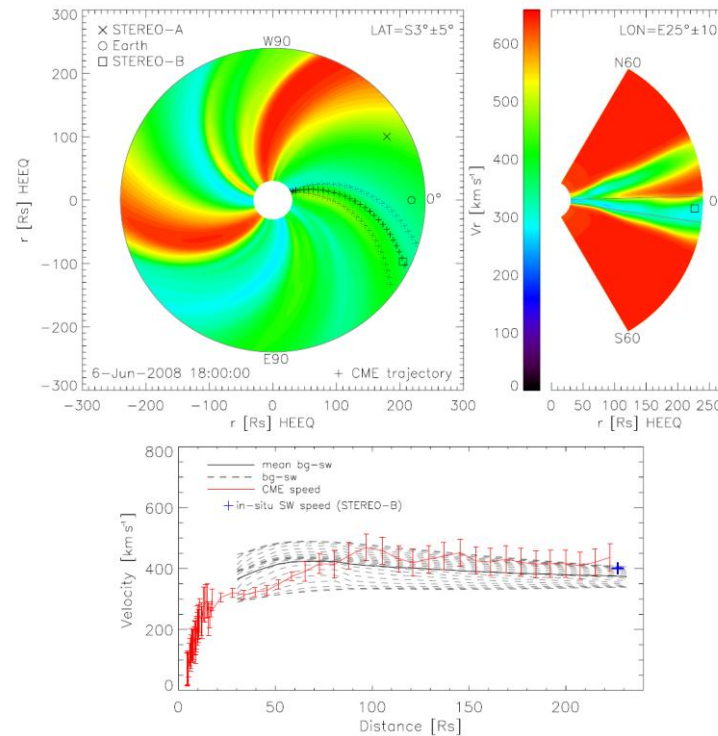 × STEREO-A
○ Earth
□ STEREO-B
W90
LAT=S3°±5°
300
200
100
0
-100
-200
-300
r [Rs] HEEQ
0°
E90
6-Jun-2008 18:00:00
+ CME trajectory
-300 -200 -100 0 100 200 300
r [Rs] HEEQ
Vr [km s⁻¹]
600
500
400
300
200
100
0
LON=E25°±10
N60
0
S60
0 50 100 150 200 250
r [Rs] HEEQ
800
600
400
200
0
Velocity [km s⁻¹]
mean bg-sw
bg-sw
CME speed
+ in-situ SW speed (STEREO-B)
0 50 100 150 200
Distance [Rs]